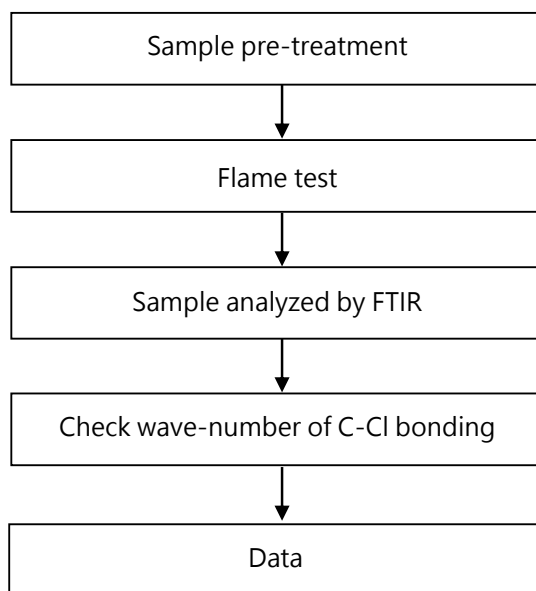 Sample pre-treatment
Flame test
Sample analyzed by FTIR
Check wave-number of C-Cl bonding
Data